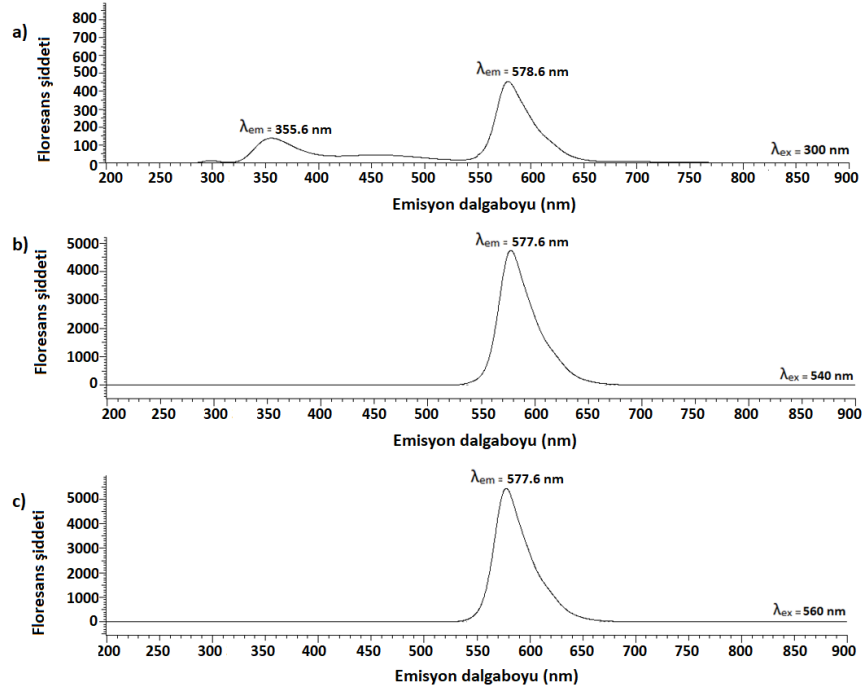 a)
Floresans şiddeti
800
700
600
500
400
300
200
100
0
λem = 355.6 nm
λem = 578.6 nm
λex = 300 nm
200 250 300 350 400 450 500 550 600 650 700 750 800 850 900
Emisyon dalgaboyu (nm)
b)
Floresans şiddeti
5000
4000
3000
2000
1000
0
λem = 577.6 nm
λex = 540 nm
200 250 300 350 400 450 500 550 600 650 700 750 800 850 900
Emisyon dalgaboyu (nm)
c)
Floresans şiddeti
5000
4000
3000
2000
1000
0
λem = 577.6 nm
λex = 560 nm
200 250 300 350 400 450 500 550 600 650 700 750 800 850 900
Emisyon dalgaboyu (nm)